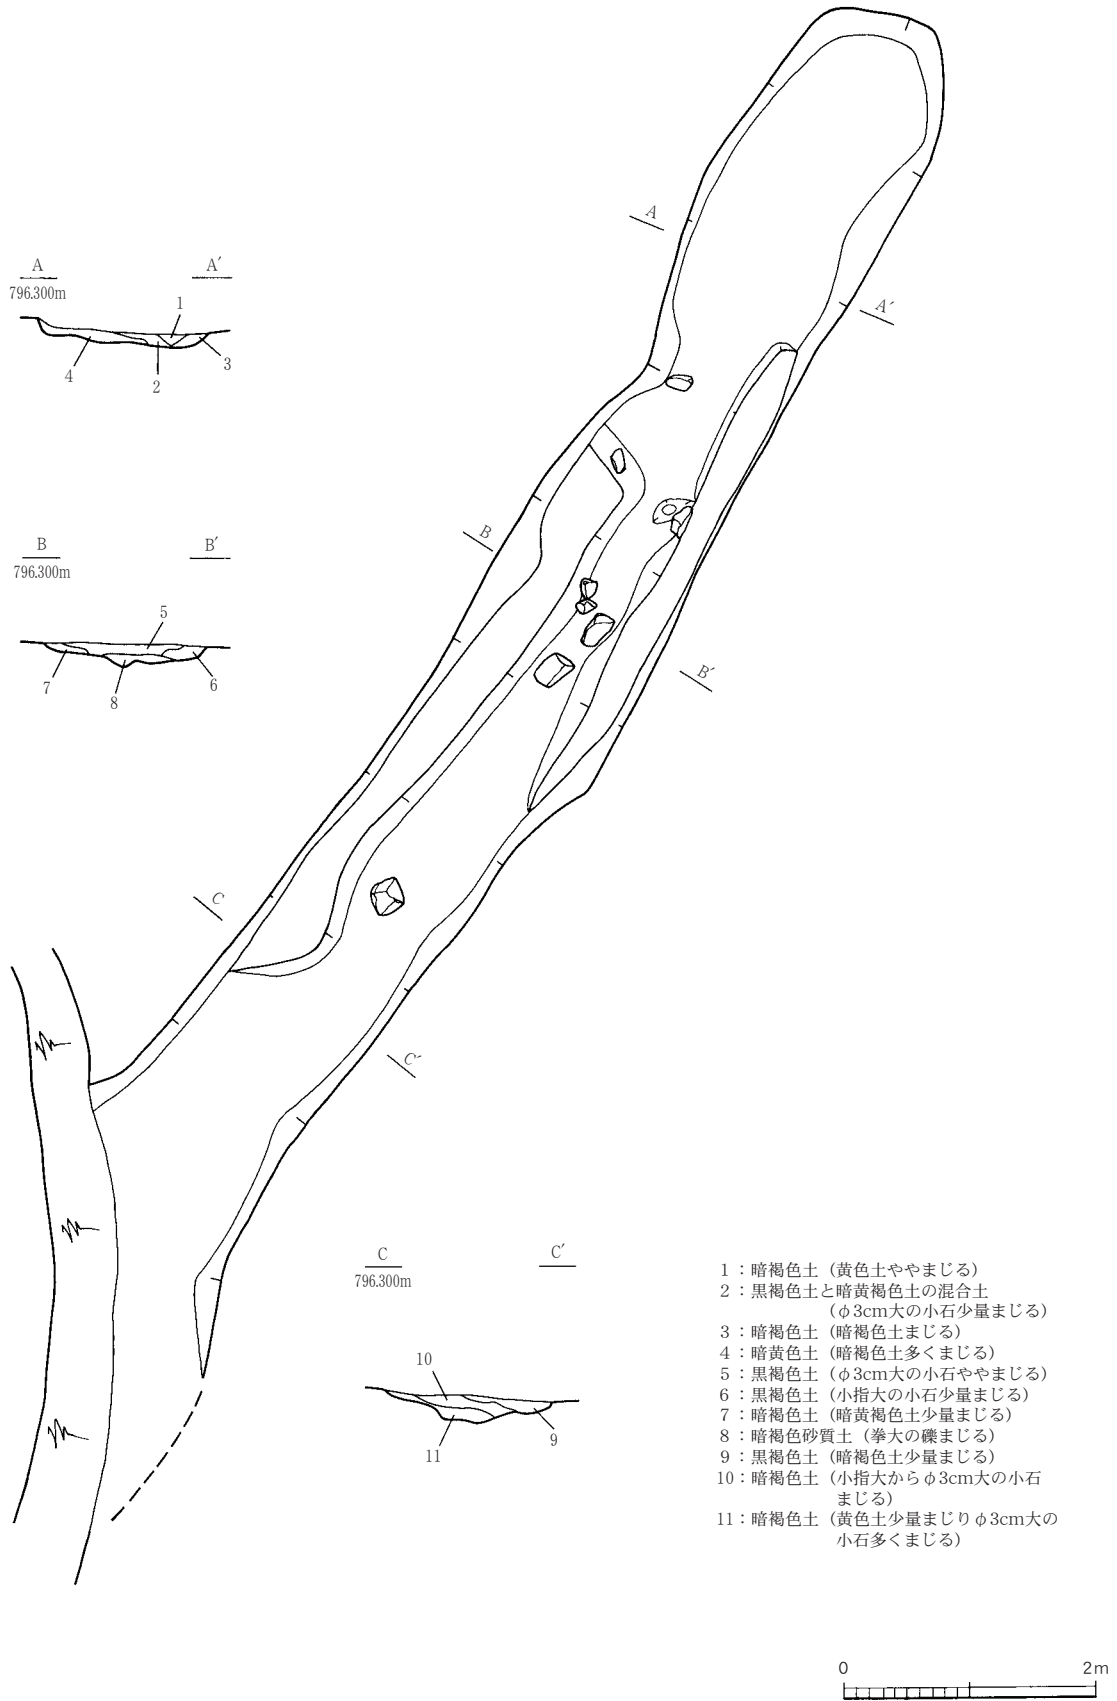 A
A′
A
A′
796.300m
1
4
2
3
B
B′
B
B′
796.300m
5
7
8
6
C
C′
C
C′
796.300m
10
11
9
1：暗褐色土（黄色土ややまじる）
2：黒褐色土と暗黄褐色土の混合土
（φ3cm大の小石少量まじる）
3：暗褐色土（暗褐色土まじる）
4：暗黄色土（暗褐色土多くまじる）
5：黒褐色土（φ3cm大の小石ややまじる）
6：黒褐色土（小指大の小石少量まじる）
7：暗褐色土（暗黄褐色土少量まじる）
8：暗褐色砂質土（拳大の礫まじる）
9：黒褐色土（暗褐色土少量まじる）
10：暗褐色土（小指大からφ3cm大の小石
まじる）
11：暗褐色土（黄色土少量まじりφ3cm大の
小石多くまじる）
0
2m